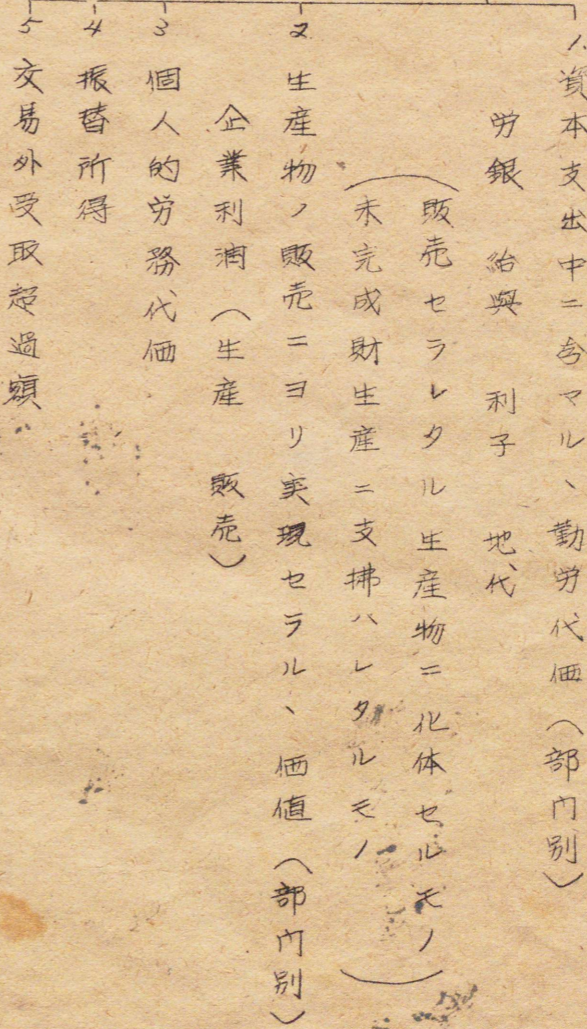 1 資本支出中ニ含マル、勤労代価(部門別)
労銀 給與 利子 地代
(販売セラレタル生産物ニ化体セルモノ
未完成財生産ニ支拂ハレタルモノ)
2 生産物ノ販売ニヨリ実現セラル、価値(部門別)
企業利潤(生産 販売)
3 個人的労務代価
4 振替所得
5 交易外受取超過額